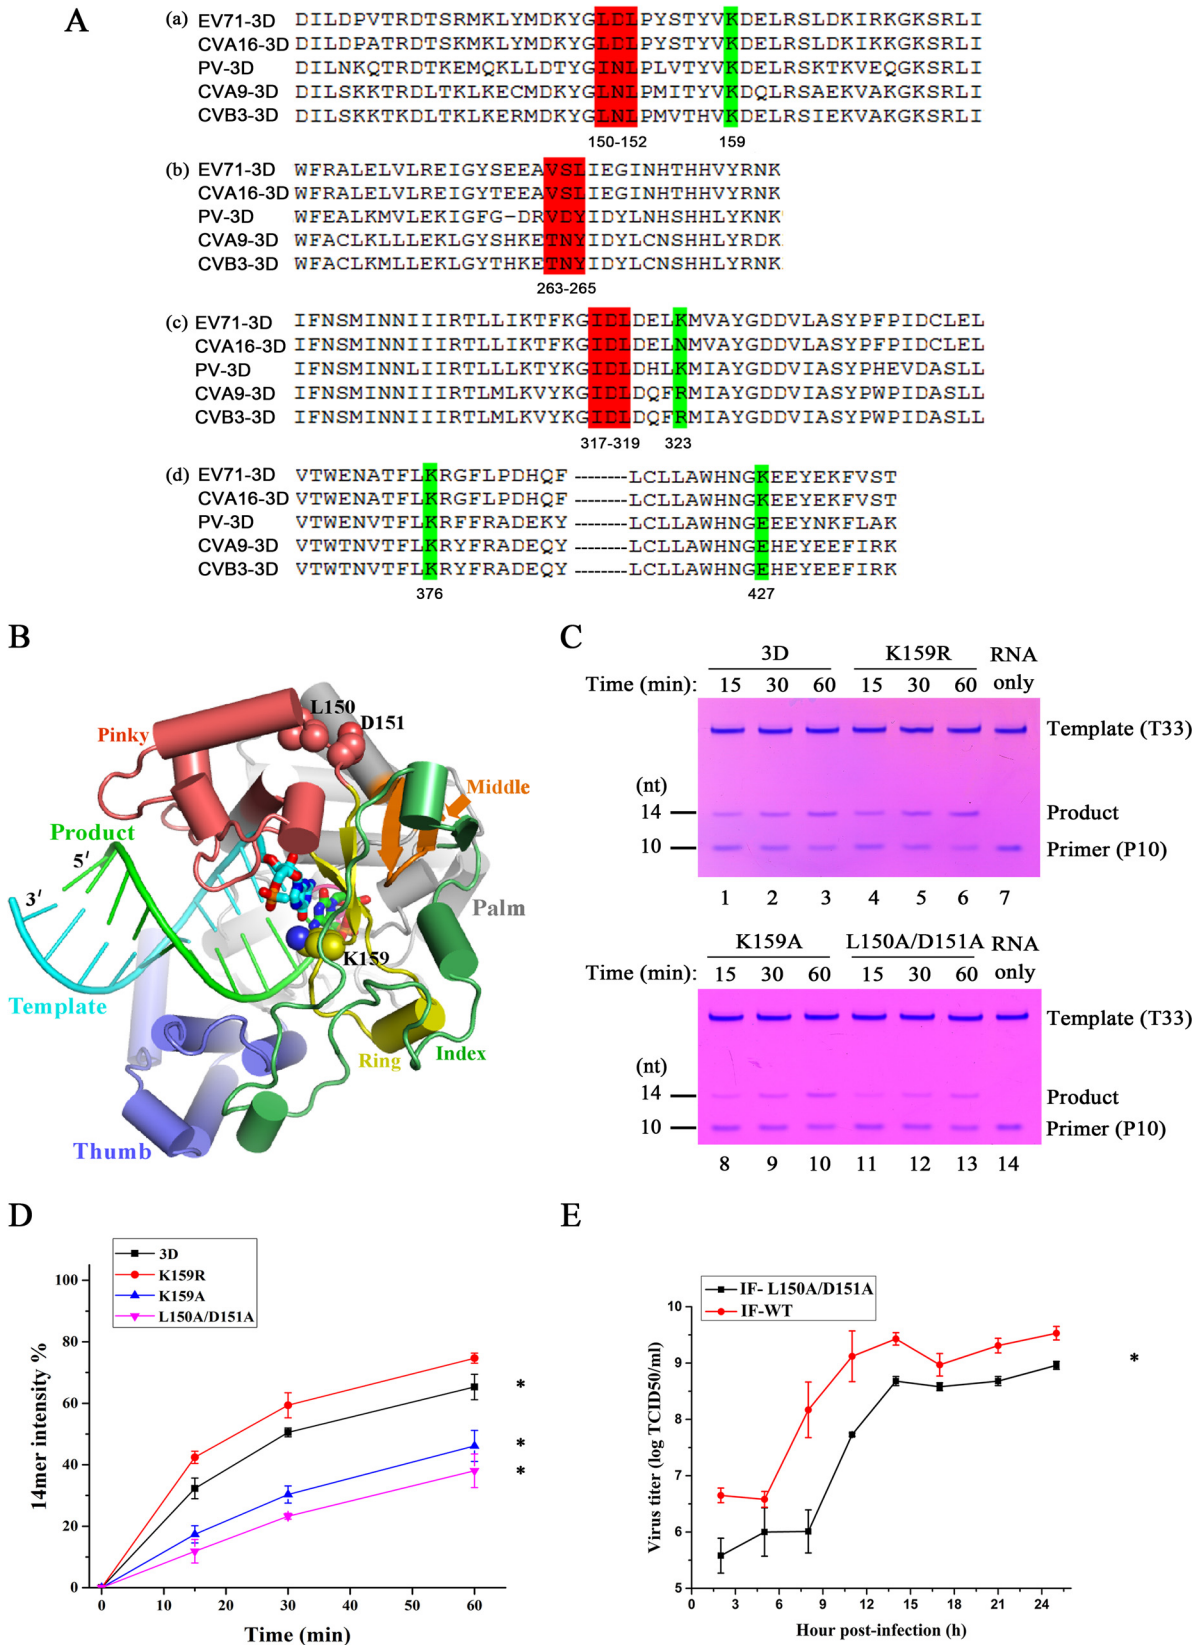 A
(a) EV71-3D DILDPVTRDTSRMKLYMDKYGLDLPYSTYVKDELRSLDKIRKGKSRLI
CVA16-3D DILDPATRDTSKMKLYMDKYGLDLPYSTYVKDELRSLDKIKKGKSRLI
PV-3D DILNKQTRDTKEMQKLLDTYGINLPLVTYVKDELRSKTKVEQGKSRLI
CVA9-3D DILSKKTRDLTKLKECMDKYGLNLPMITYVKDQLRSAEKVAKGKSRLI
CVB3-3D DILSKKTKDLTKLKERMDKYGLNLPMVTHVKDELRSIEKVAKGKSRLI
150-152 159
(b) EV71-3D WFRALELVLREIGYSEEAVSLIEGINHTHHVYRNK
CVA16-3D WFRALELVLREIGYTEEAVSLIEGINHTHHVYRNK
PV-3D WFEALKMVLEKIGFG-DRVDYIDYLNHSHHLYKNK
CVA9-3D WFACLKLLLEKLGYSHKETNYIDYLCNSHHLYRDK
CVB3-3D WFACLKMLLEKLGYTHKETNYIDYLCNSHHLYRNK
263-265
(c) EV71-3D IFNSMINNIIIRTLLIKTFKGIDLDELKMVAYGDDVLASYPFPIDCLEL
CVA16-3D IFNSMINNIIIRTLLIKTFKGIDLDELNMVAYGDDVLASYPFPIDCLEL
PV-3D IFNSMINNLIIRTLLLKTYKGIDLDHLKMIAYGDDVIASYPHEVDASLL
CVA9-3D IFNSMINNIIIRTLMLKVYKGIDLDQFRMIAYGDDVIASYPWPIDASLL
CVB3-3D IFNSMINNIIIRTLMLKVYKGIDLDQFRMIAYGDDVIASYPWPIDASLL
317-319 323
(d) EV71-3D VTWENATFLKRGFLPDHQF --------LCLLAWHNGKEEYEKFVST
CVA16-3D VTWENATFLKRGFLPDHQF --------LCLLAWHNGKEEYEKFVST
PV-3D VTWENVTFLKRFFRADEKY --------LCLLAWHNGEEEYNKFLAK
CVA9-3D VTWTNVTFLKRYFRADEQY --------LCLLAWHNGEHEYEEFIRK
CVB3-3D VTWTNVTFLKRYFRADEQY --------LCLLAWHNGEHEYEEFIRK
376 427
B
L150
D151
Pinky
Middle
Product
5′
3′
Palm
K159
Template
Ring
Index
Thumb
C
3D K159R RNA only
Time (min): 15 30 60 15 30 60
Template (T33)
(nt)
14 Product
10 Primer (P10)
1 2 3 4 5 6 7
K159A L150A/D151A RNA only
Time (min): 15 30 60 15 30 60
Template (T33)
(nt)
14 Product
10 Primer (P10)
8 9 10 11 12 13 14
D
3D
K159R
K159A
L150A/D151A
100
80
60
40
20
0
14mer intensity %
*
*
*
0 10 20 30 40 50 60
Time (min)
E
IF- L150A/D151A
IF-WT
10
9
8
7
6
5
Virus titer (log TCID50/ml)
*
0 3 6 9 12 15 18 21 24
Hour post-infection (h)